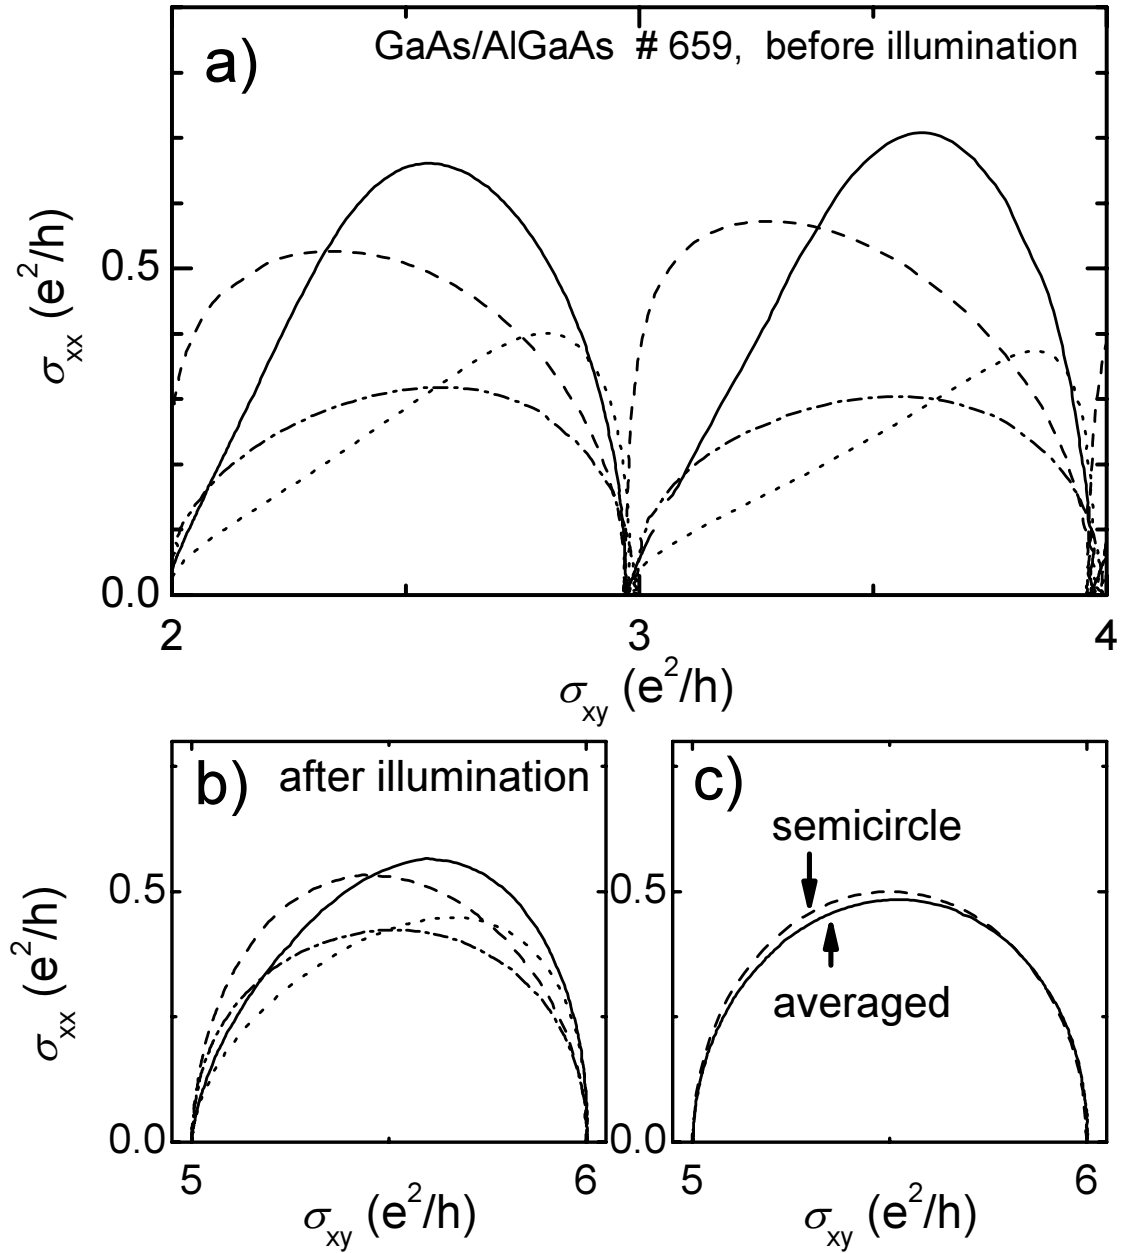 a)
GaAs/AlGaAs # 659, before illumination
σxx (e²/h)
0.5
0.0
2 3 4
σxy (e²/h)
b)
after illumination
σxx (e²/h)
0.5
0.0
5 6
σxy (e²/h)
c)
semicircle
averaged
0.5
0.0
5 6
σxy (e²/h)